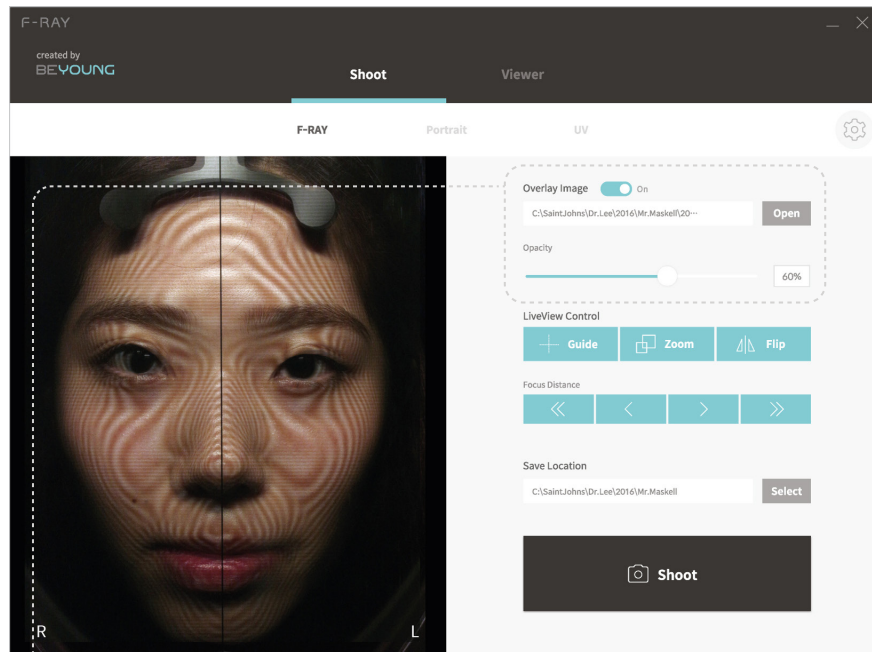 F-RAY
created by
BEYOUNG
Shoot Viewer
F-RAY Portrait UV
Overlay Image On
C:\SaintJohns\Dr.Lee\2016\Mr.Maskell\20⋯ Open
Opacity
60%
LiveView Control
Guide Zoom Flip
Focus Distance
Save Location
C:\SaintJohns\Dr.Lee\2016\Mr.Maskell Select
Shoot
R L